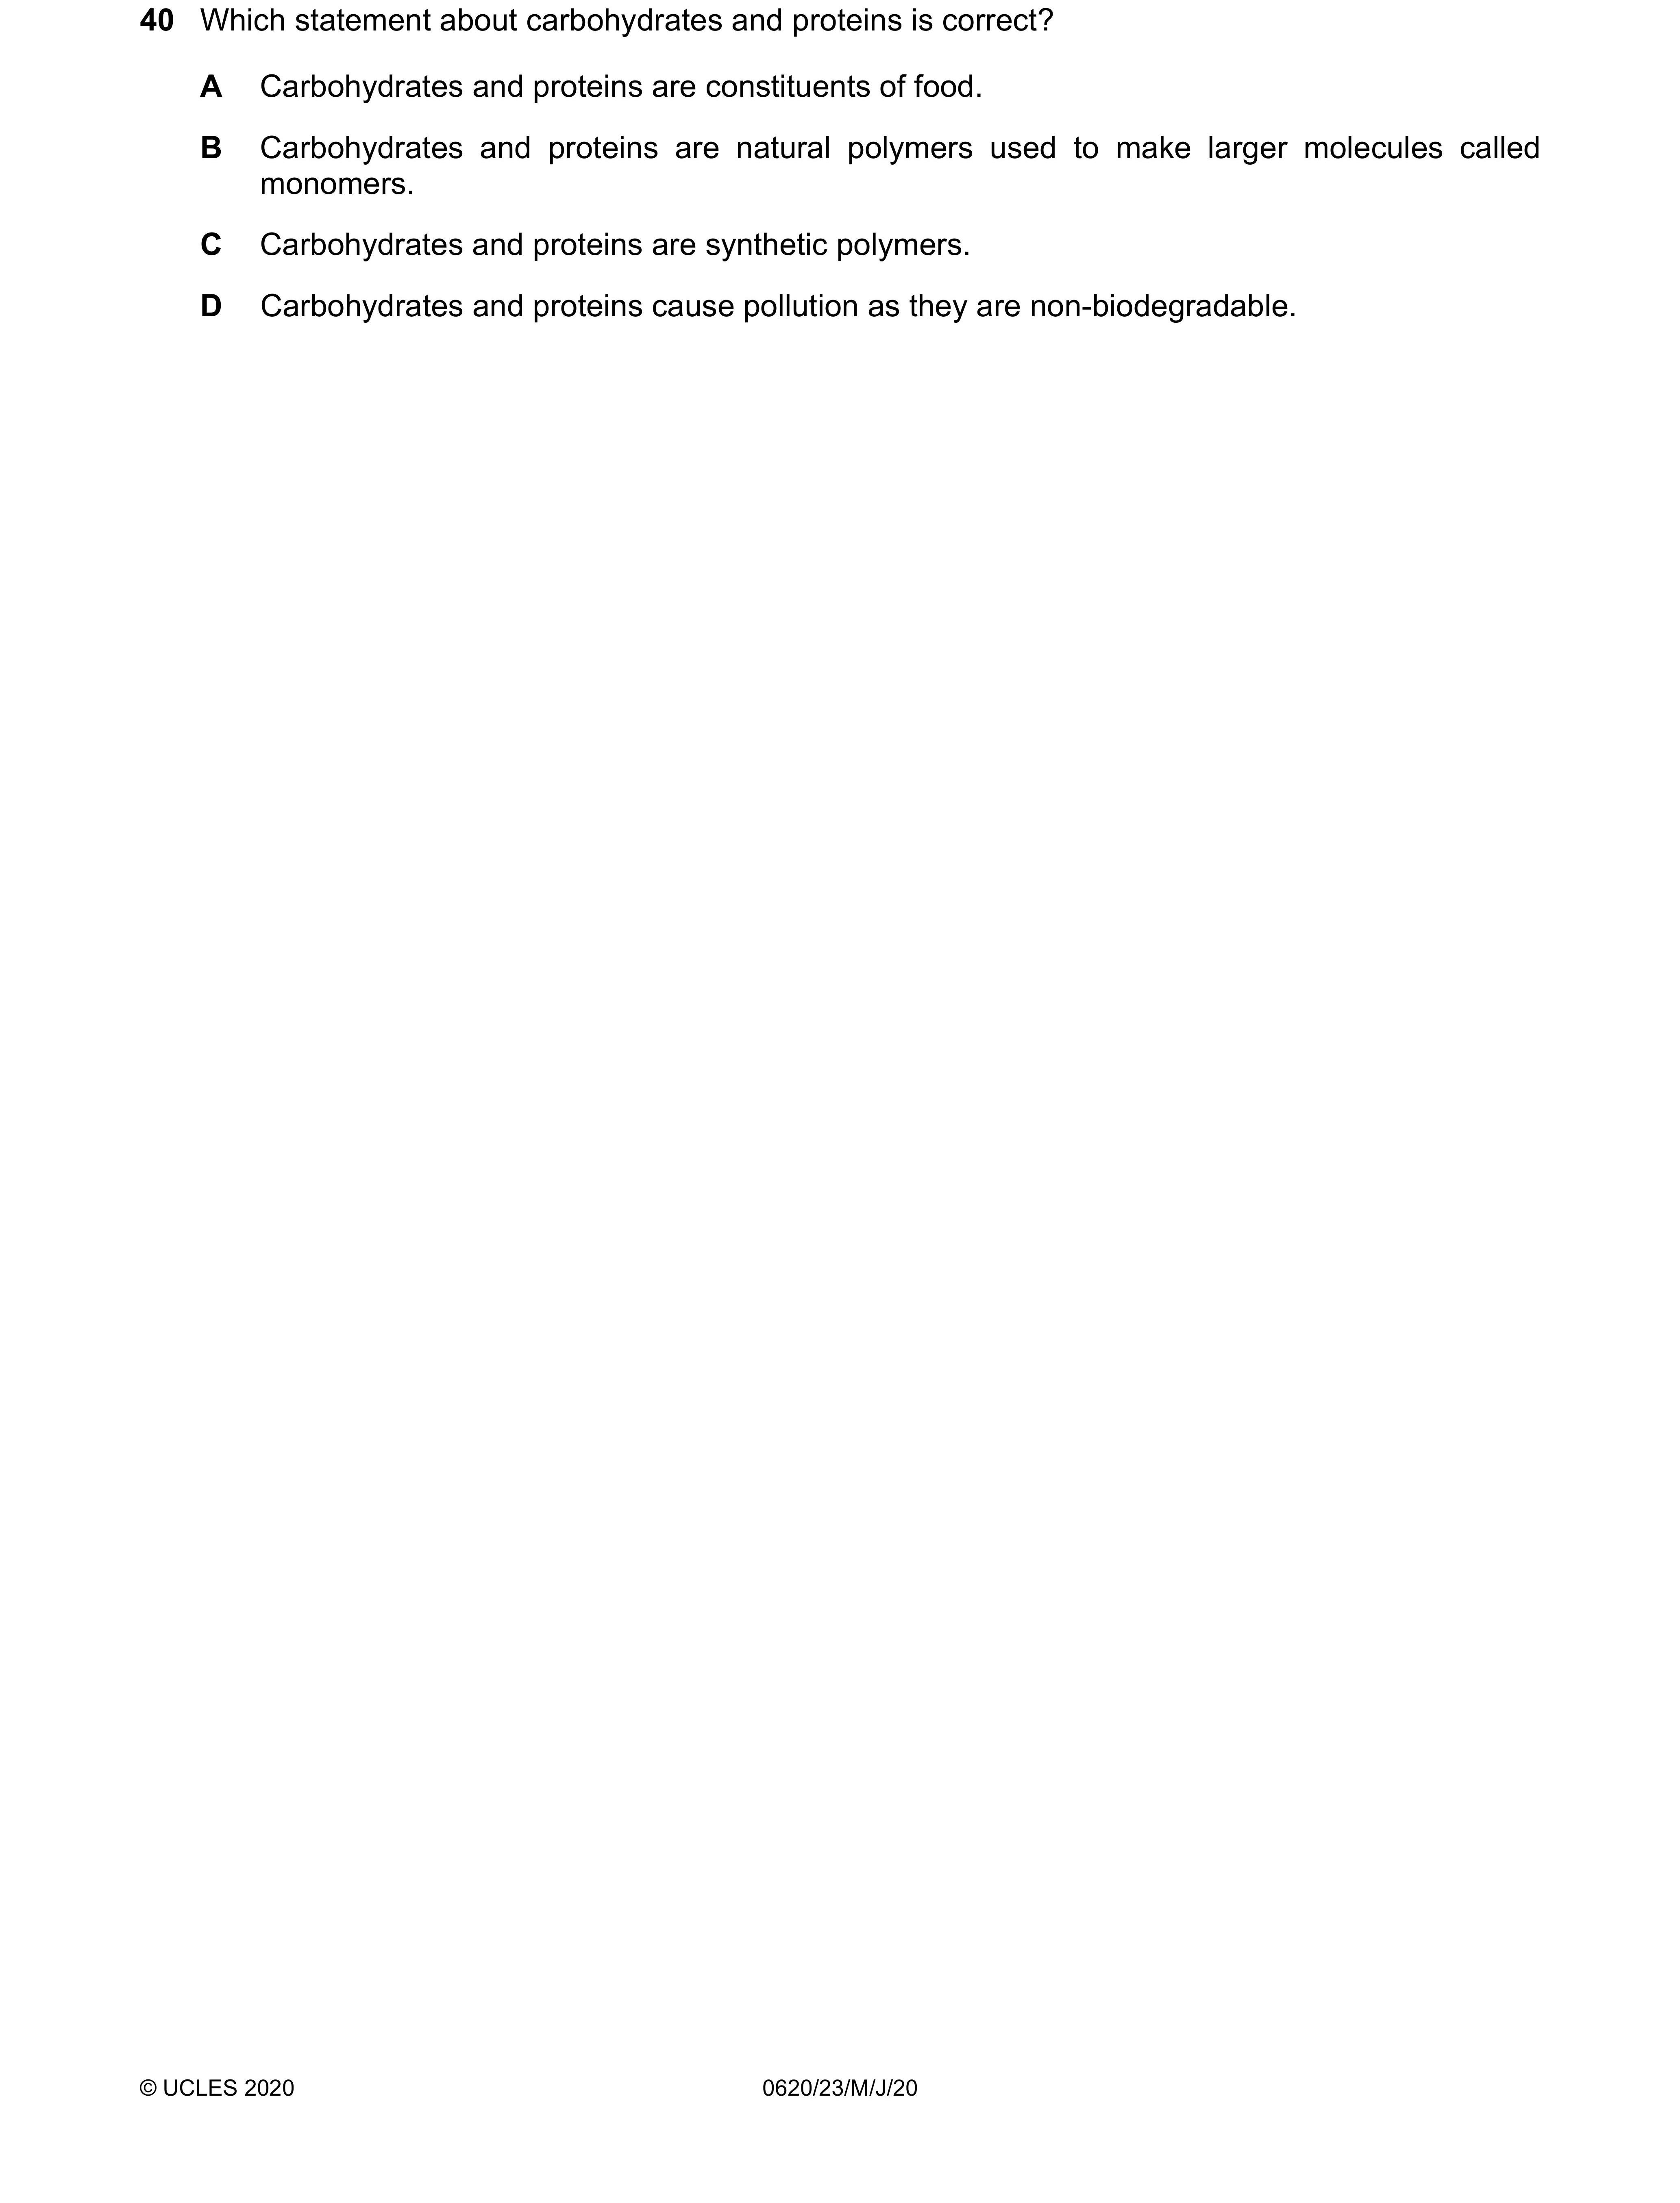 40 Which statement about carbohydrates and proteins is correct?
A Carbohydrates and proteins are constituents of food.
B Carbohydrates and proteins are natural polymers used to make larger molecules called
monomers.
C Carbohydrates and proteins are synthetic polymers.
D Carbohydrates and proteins cause pollution as they are non-biodegradable.
© UCLES 2020 0620/23/M/J/20